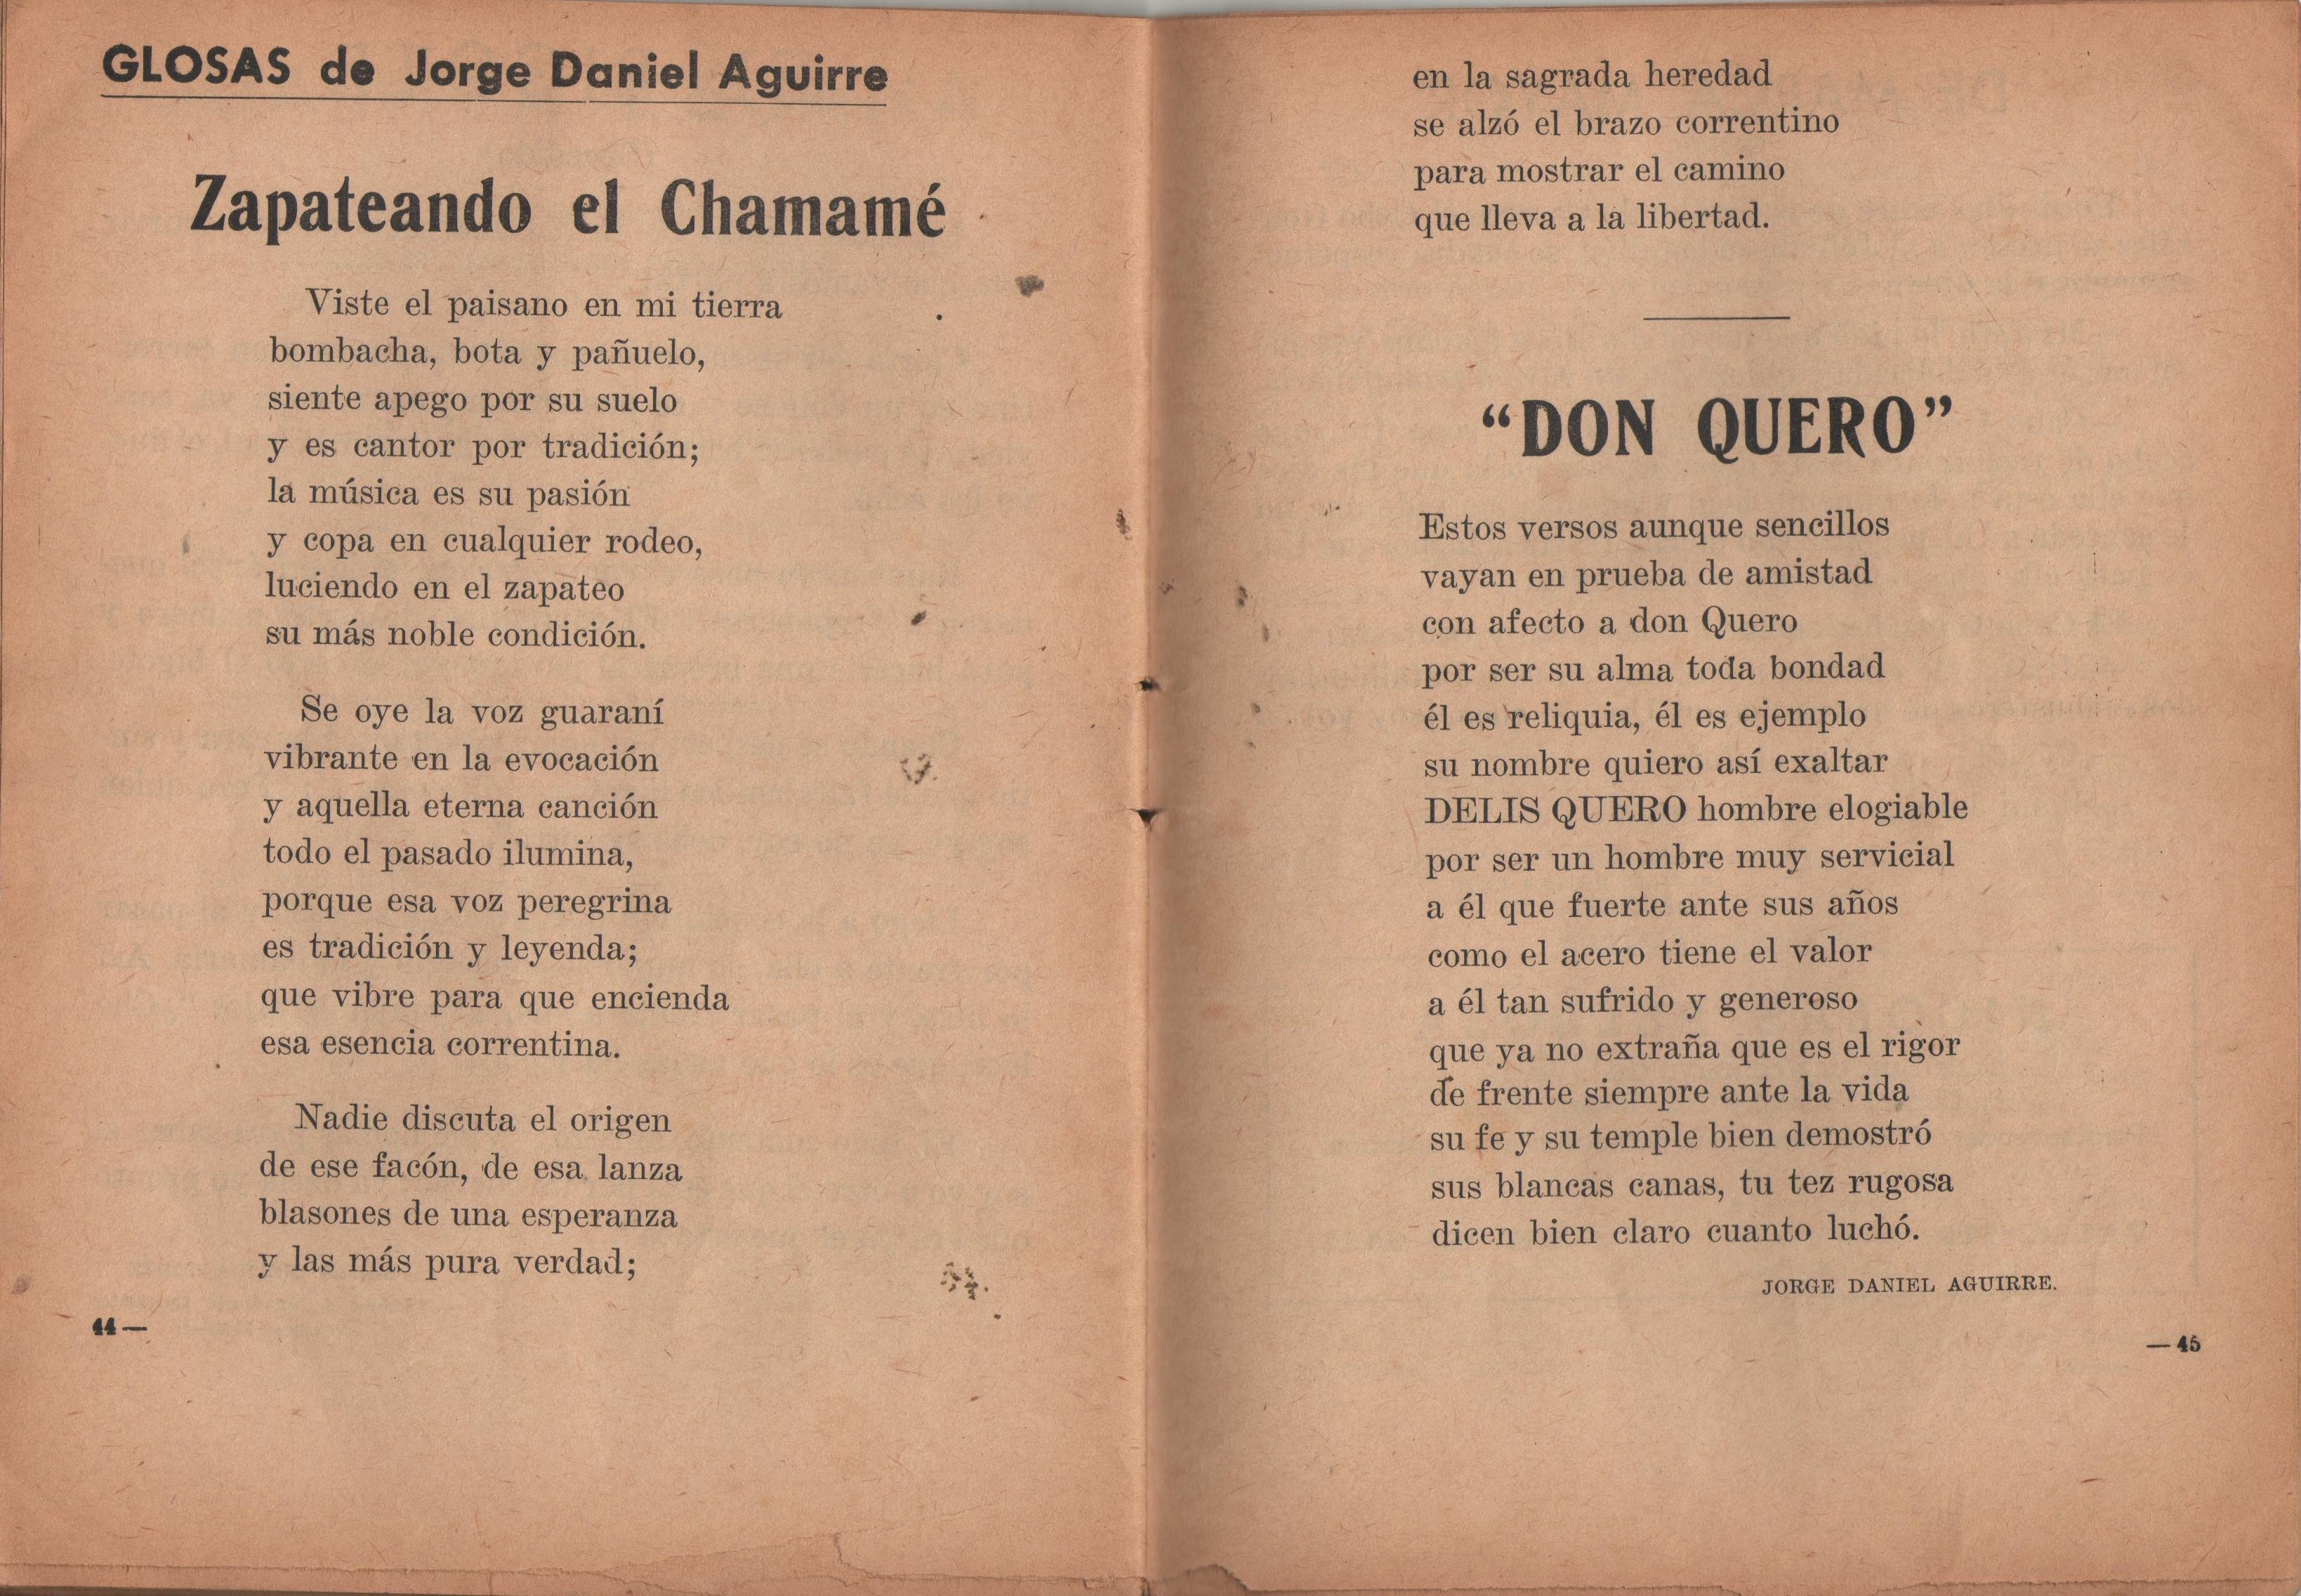 GLOSAS de Jorge Daniel Aguirre
Zapateando el Chamamé
Viste el paisano en mi tierra
bombacha, bota y pañuelo,
siente apego por su suelo
y es cantor por tradición;
la música es su pasión
y copa en cualquier rodeo,
luciendo en el zapateo
su más noble condición.
Se oye la voz guaraní
vibrante en la evocación
y aquella eterna canción
todo el pasado ilumina,
porque esa voz peregrina
es tradición y leyenda;
que vibre para que encienda
esa esencia correntina.
Nadie discuta el origen
de ese facón, de esa lanza
blasones de una esperanza
y las más pura verdad;
44 —
en la sagrada heredad
se alzó el brazo correntino
para mostrar el camino
que lleva a la libertad.
“DON QUERO”
Estos versos aunque sencillos
vayan en prueba de amistad
con afecto a don Quero
por ser su alma toda bondad
él es reliquia, él es ejemplo
su nombre quiero así exaltar
DELIS QUERO hombre elogiable
por ser un hombre muy servicial
a él que fuerte ante sus años
como el acero tiene el valor
a él tan sufrido y generoso
que ya no extraña que es el rigor
de frente siempre ante la vida
su fe y su temple bien demostró
sus blancas canas, tu tez rugosa
dicen bien claro cuanto luchó.
JORGE DANIEL AGUIRRE.
— 45